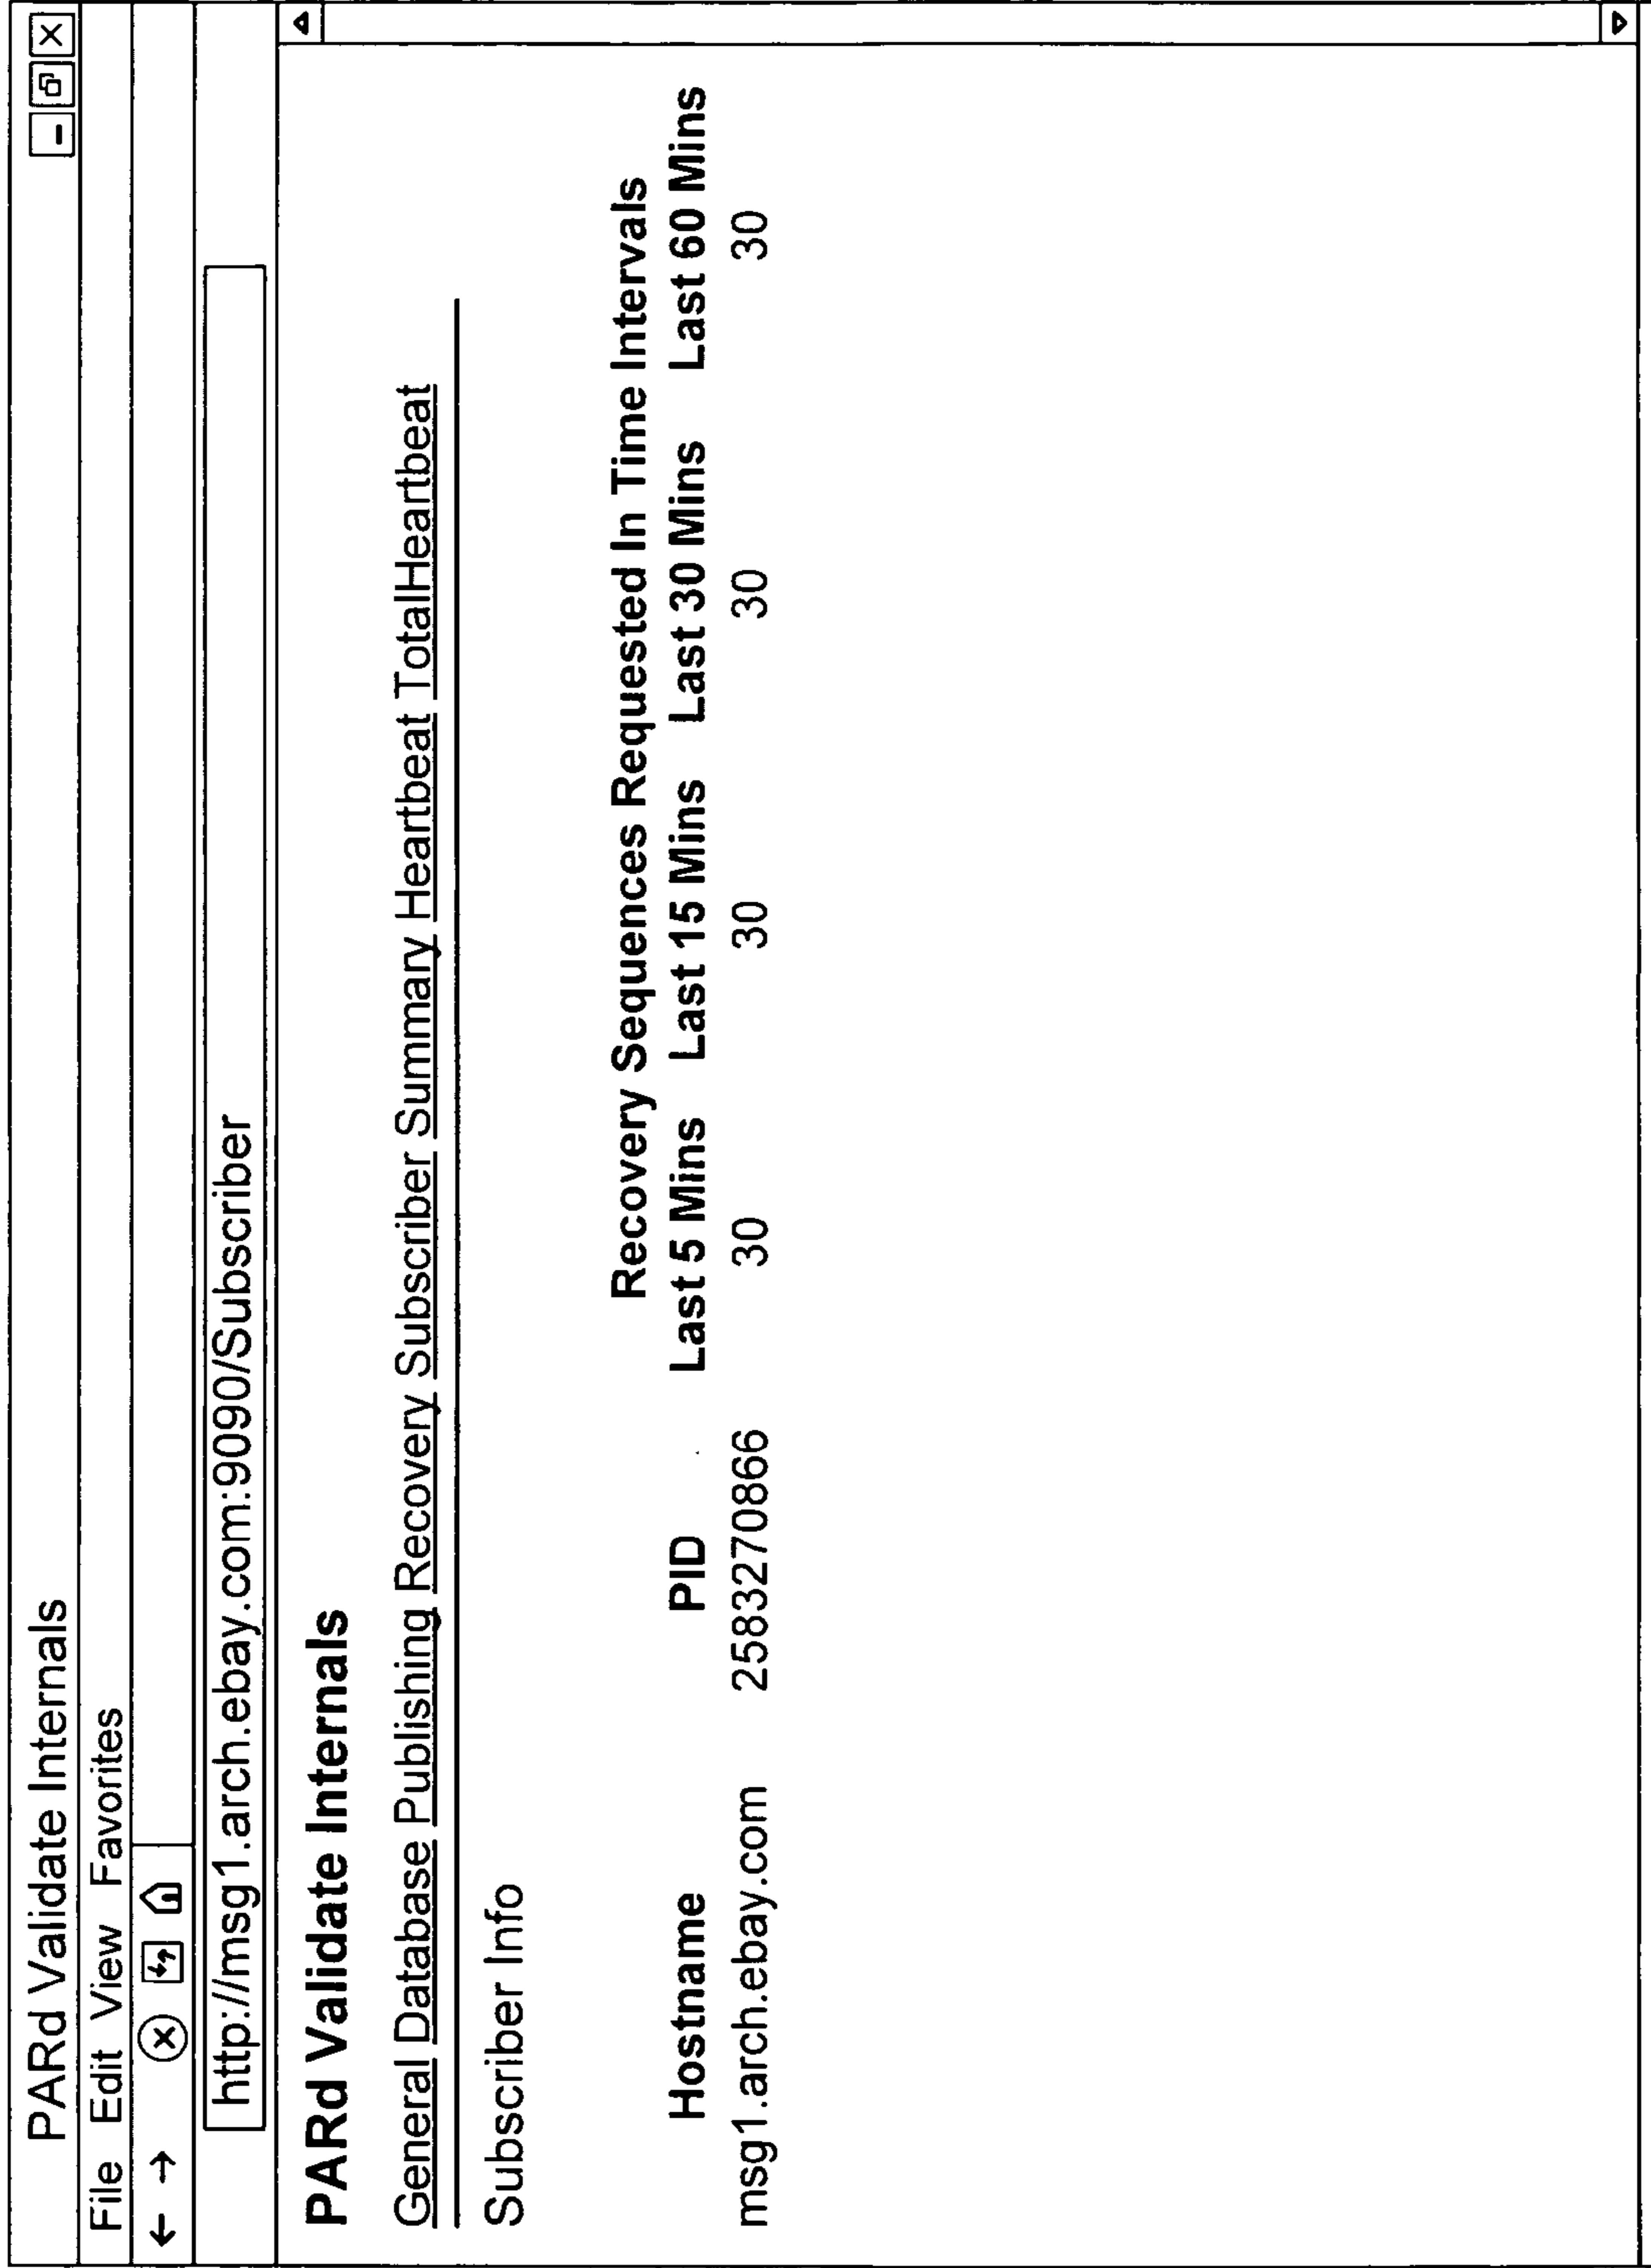 PARd Validate Internals
File Edit View Favorites
http://msg1.arch.ebay.com:9090/Subscriber
PARd Validate Internals
General Database Publishing Recovery Subscriber Summary Heartbeat TotalHeartbeat
Subscriber Info
Recovery Sequences Requested In Time Intervals
Hostname PID Last 5 Mins Last 15 Mins Last 30 Mins Last 60 Mins
msg1.arch.ebay.com 2583270866 30 30 30 30